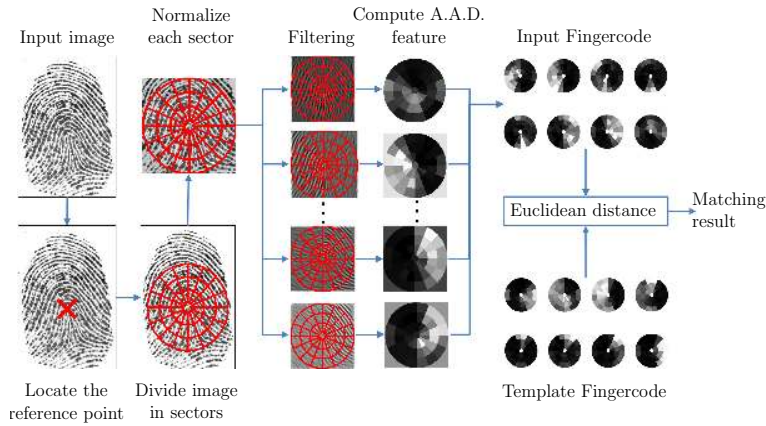 Input image
Normalize
each sector
Filtering
Compute A.A.D.
feature
Input Fingercode
Euclidean distance
Matching
result
Locate the
reference point
Divide image
in sectors
Template Fingercode